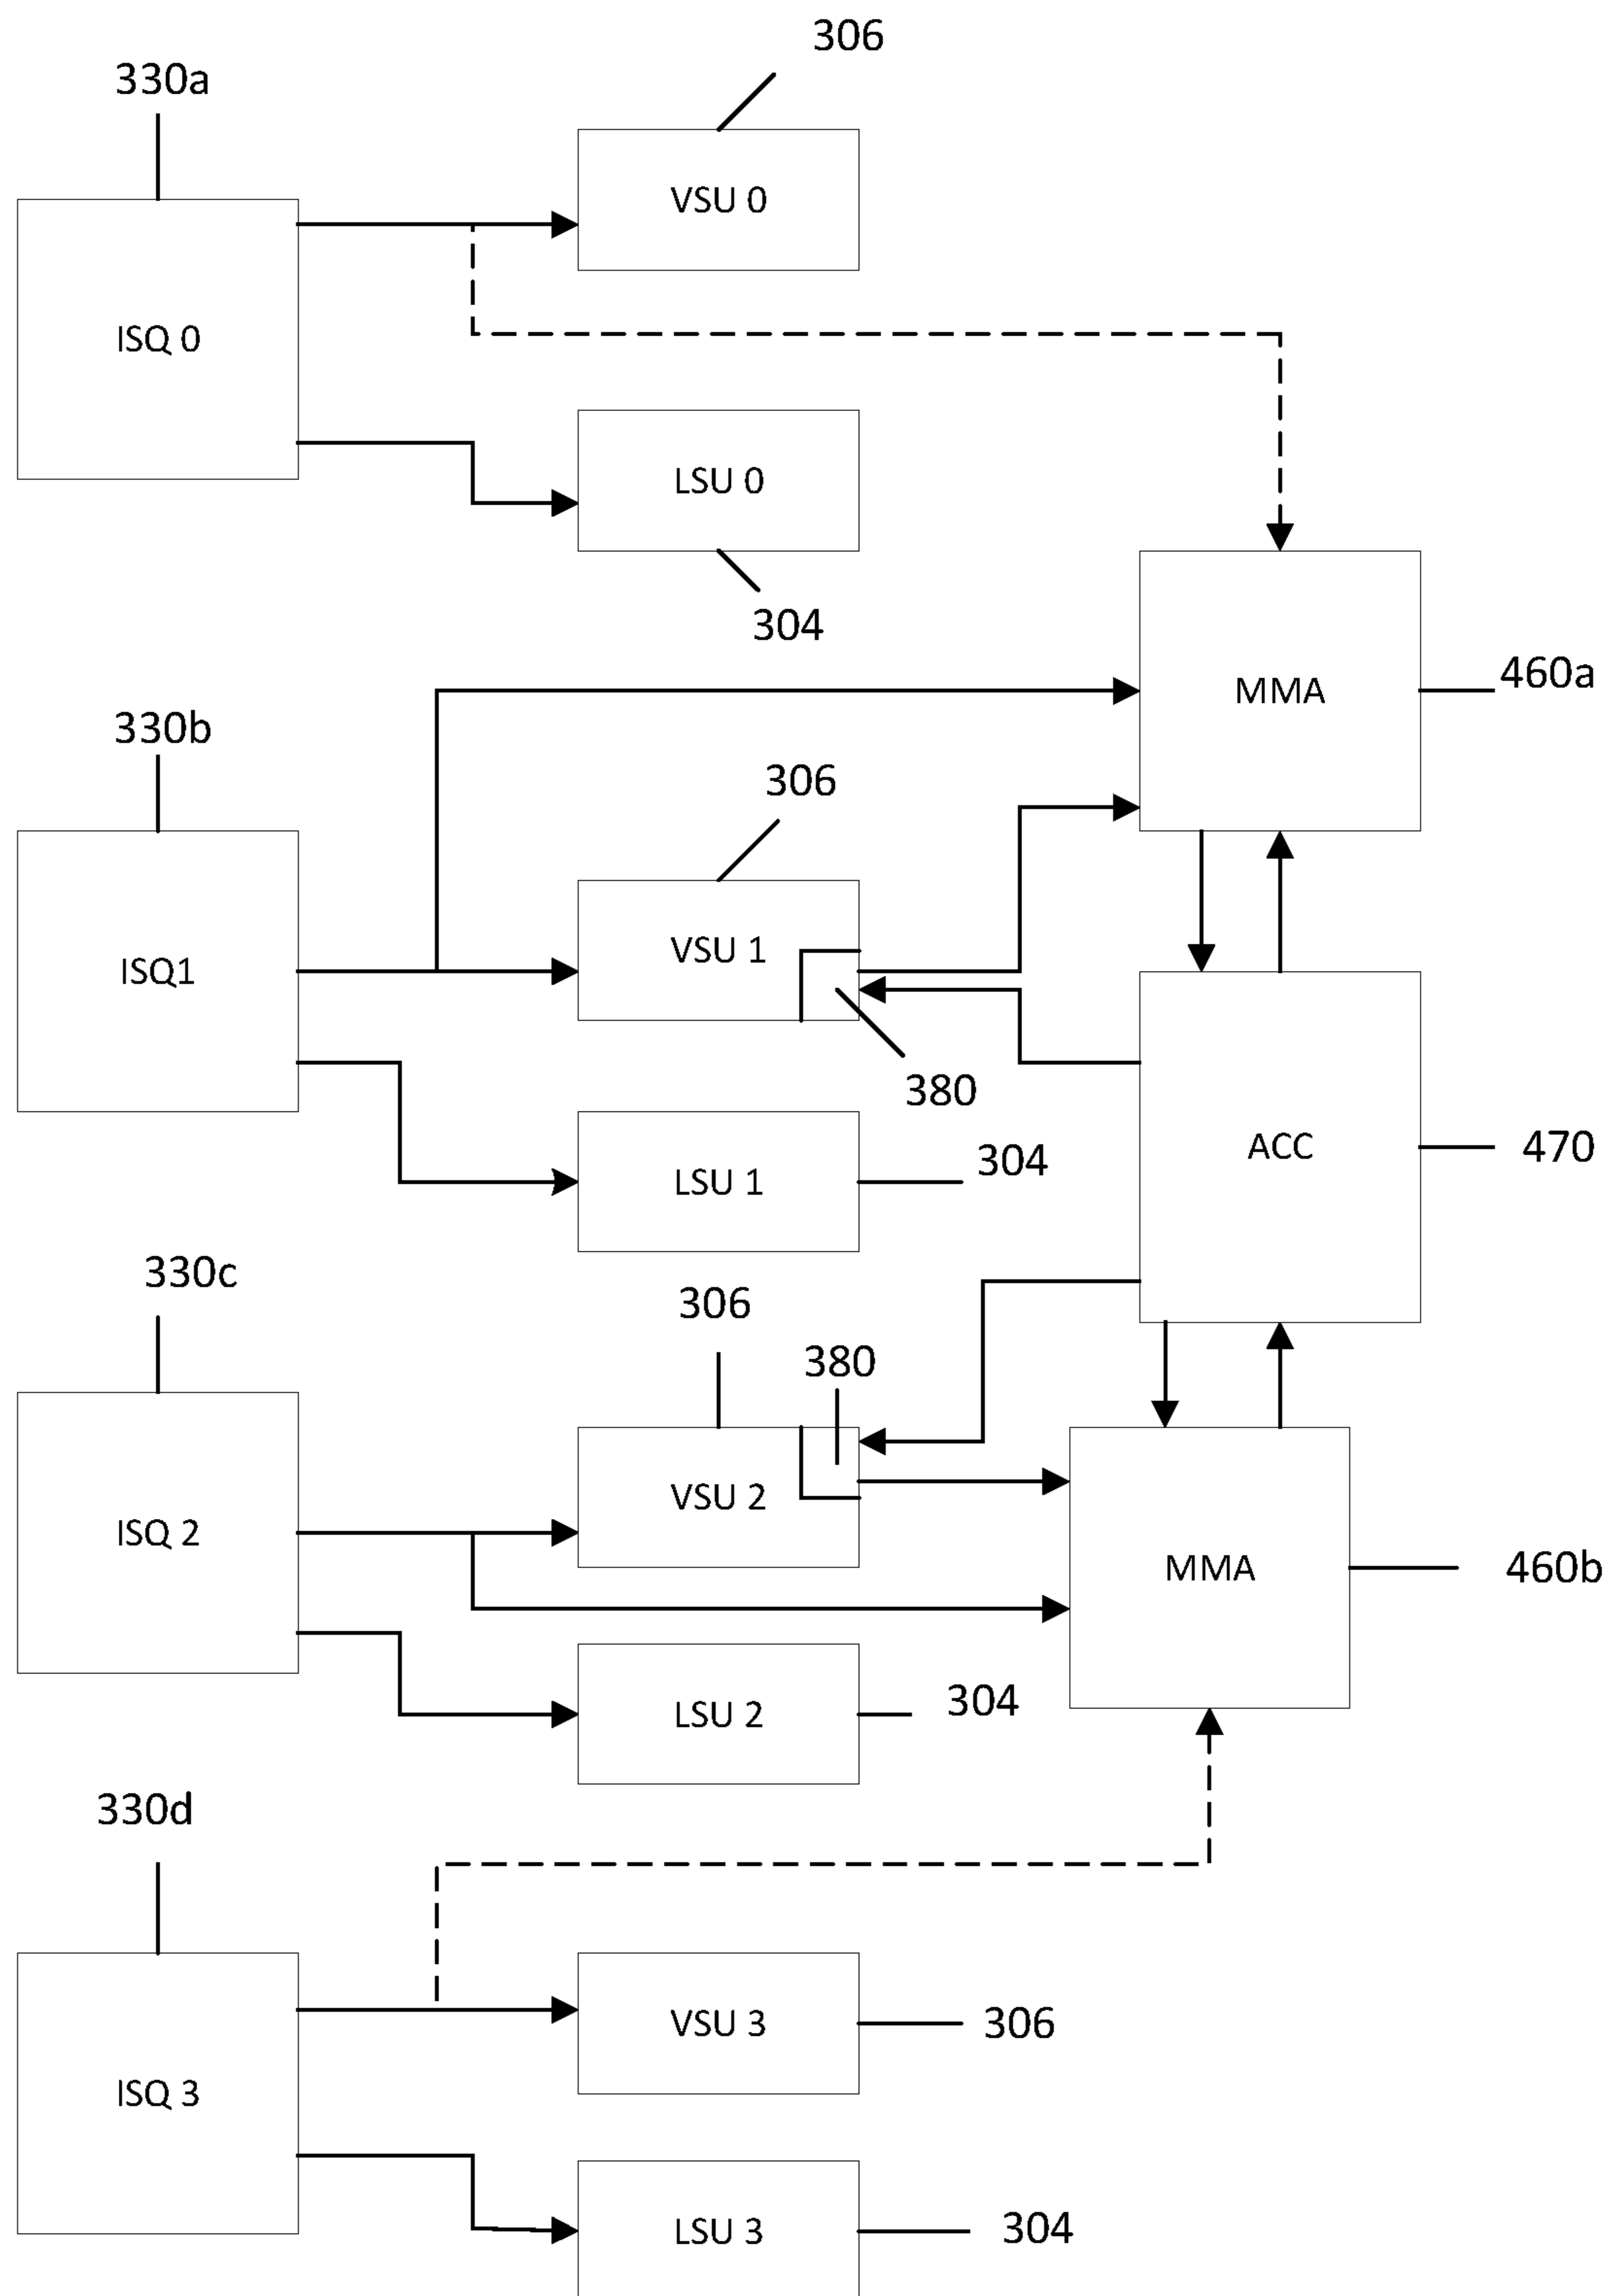 306
330a
VSU 0
ISQ 0
LSU 0
304
460a
MMA
330b
306
VSU 1
ISQ1
380
470
ACC
304
LSU 1
330c
306
380
VSU 2
ISQ 2
MMA
460b
304
LSU 2
330d
VSU 3
306
ISQ 3
LSU 3
304